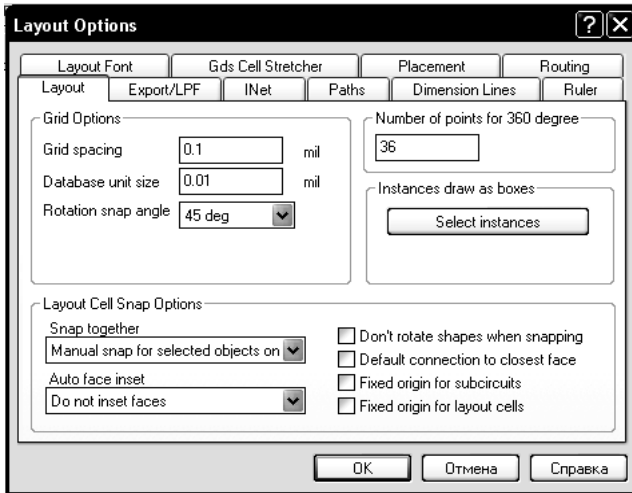 Layout Options
Layout Font Gds Cell Stretcher Placement Routing
Layout Export/LPF INet Paths Dimension Lines Ruler
Grid Options
Grid spacing 0.1 mil
Database unit size 0.01 mil
Rotation snap angle 45 deg
Number of points for 360 degree
36
Instances draw as boxes
Select instances
Layout Cell Snap Options
Snap together
Manual snap for selected objects on
Auto face inset
Do not inset faces
Don't rotate shapes when snapping
Default connection to closest face
Fixed origin for subcircuits
Fixed origin for layout cells
OK Отмена Справка